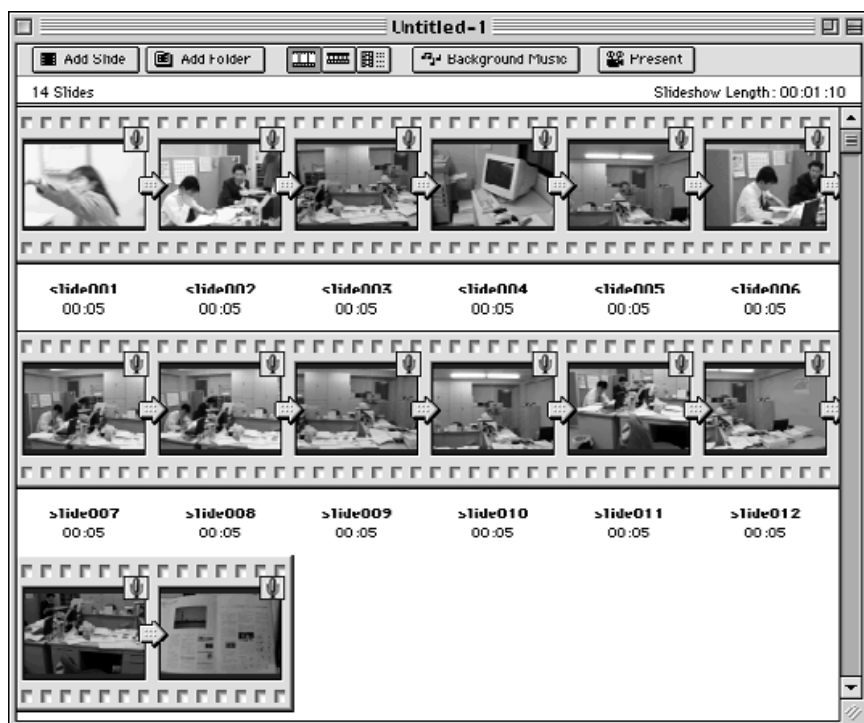 Untitled-1
Add Slide Add Folder Background Music Present
14 Slides Slideshow Length: 00:01:10
slide001 slide002 slide003 slide004 slide005 slide006
00:05 00:05 00:05 00:05 00:05 00:05
slide007 slide008 slide009 slide010 slide011 slide012
00:05 00:05 00:05 00:05 00:05 00:05